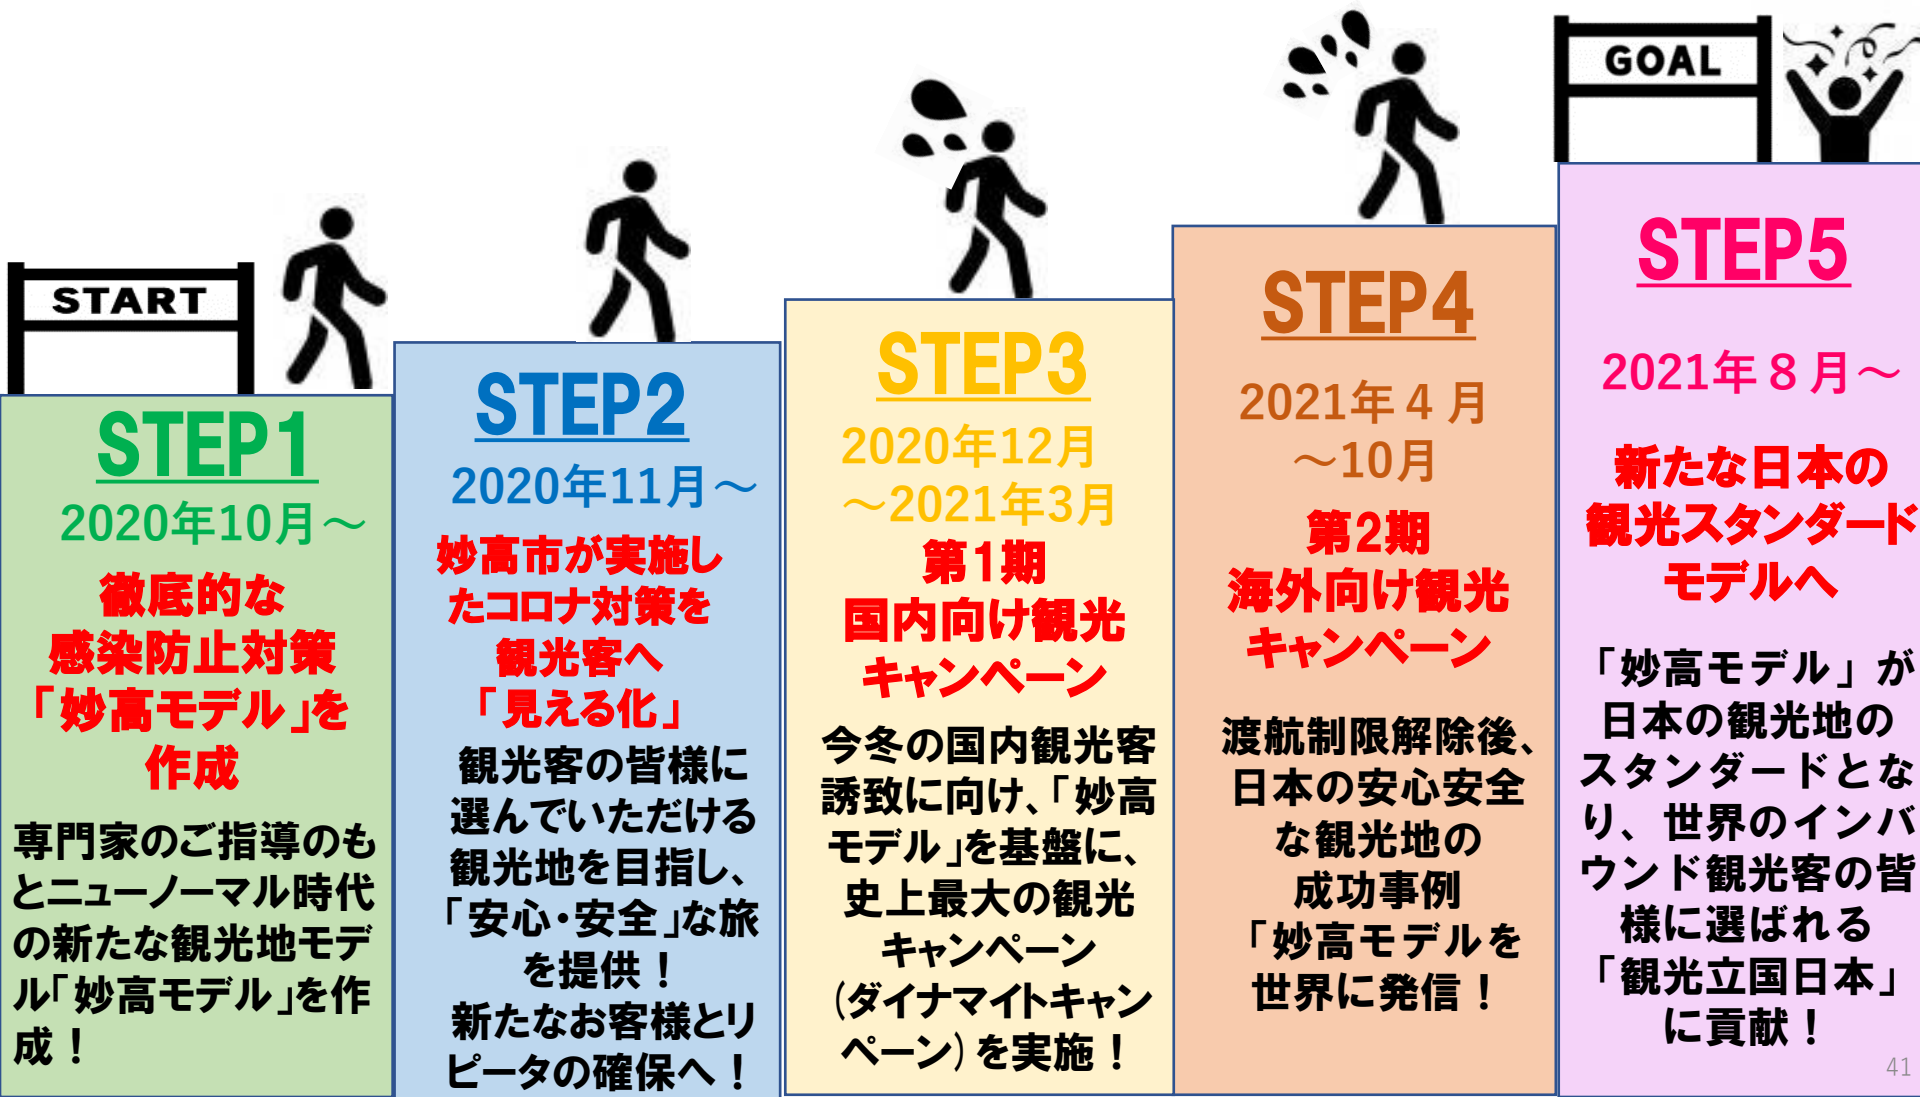 START
STEP1
2020年10月～
徹底的な
感染防止対策
「妙高モデル」を
作成
専門家のご指導のも
とニューノーマル時代
の新たな観光地モデ
ル「妙高モデル」を作
成！
STEP2
2020年11月～
妙高市が実施し
たコロナ対策を
観光客へ
「見える化」
観光客の皆様に
選んでいただける
観光地を目指し、
「安心・安全」な旅
を提供！
新たなお客様とリ
ピータの確保へ！
STEP3
2020年12月
～2021年3月
第1期
国内向け観光
キャンペーン
今冬の国内観光客
誘致に向け、「妙高
モデル」を基盤に、
史上最大の観光
キャンペーン
(ダイナマイトキャン
ペーン)を実施！
STEP4
2021年４月
～10月
第2期
海外向け観光
キャンペーン
渡航制限解除後、
日本の安心安全
な観光地の
成功事例
「妙高モデルを
世界に発信！
GOAL
STEP5
2021年８月～
新たな日本の
観光スタンダード
モデルへ
「妙高モデル」が
日本の観光地の
スタンダードとな
り、世界のインバ
ウンド観光客の皆
様に選ばれる
「観光立国日本」
に貢献！
41